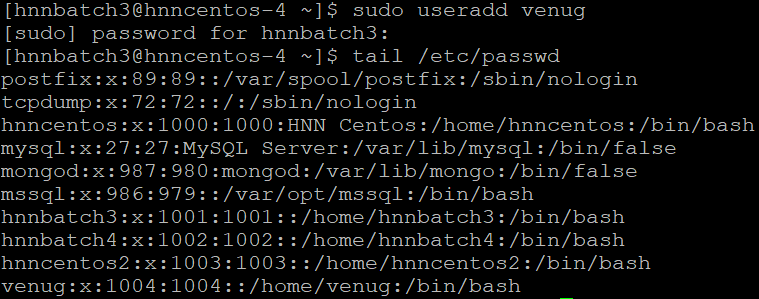 [hnnbatch3@hnncentos-4 ~]$ sudo useradd venug
[sudo] password for hnnbatch3:
[hnnbatch3@hnncentos-4 ~]$ tail /etc/passwd
postfix:x:89:89::/var/spool/postfix:/sbin/nologin
tcpdump:x:72:72::/:/sbin/nologin
hnncentos:x:1000:1000:HNN Centos:/home/hnncentos:/bin/bash
mysql:x:27:27:MySQL Server:/var/lib/mysql:/bin/false
mongod:x:987:980:mongod:/var/lib/mongo:/bin/false
mssql:x:986:979::/var/opt/mssql:/bin/bash
hnnbatch3:x:1001:1001::/home/hnnbatch3:/bin/bash
hnnbatch4:x:1002:1002::/home/hnnbatch4:/bin/bash
hnncentos2:x:1003:1003::/home/hnncentos2:/bin/bash
venug:x:1004:1004::/home/venug:/bin/bash